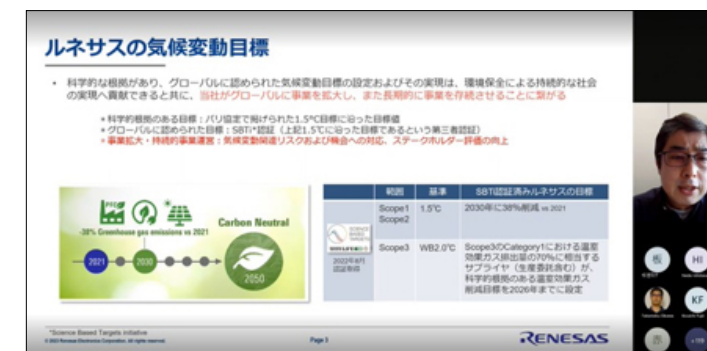 ルネサスの気候変動目標
• 科学的な根拠があり、グローバルに認められた気候変動目標の設定およびその実現は、環境保全による持続的な社会
の実現へ貢献できると共に、当社がグローバルに事業を拡大し、また長期的に事業を存続させることに繋がる
*科学的根拠のある目標：パリ協定で掲げられた1.5℃目標に沿った目標値
*グローバルに認められた目標：SBTi*認証（上記1.5℃に沿った目標であるという第三者認証）
*事業拡大・持続的事業運営：気候変動関連リスクおよび機会への対応、ステークホルダー評価の向上
PFC
-38% Greenhouse gas emissions vs 2021
Carbon Neutral
2021
2030
2050
範囲 基準 SBTi認証済みルネサスの目標
SCIENCE
BASED
TARGETS
2022年8月
認証取得
Scope1
Scope2
1.5℃
2030年に38%削減 vs 2021
Scope3
WB2.0℃
Scope3のCategory1における温室
効果ガス排出量の70%に相当する
サプライヤ（生産委託含む）が、
科学的根拠のある温室効果ガス
削減目標を2026年までに設定
*Science Based Targets initiative
Page 3
RENESAS
HI
KF